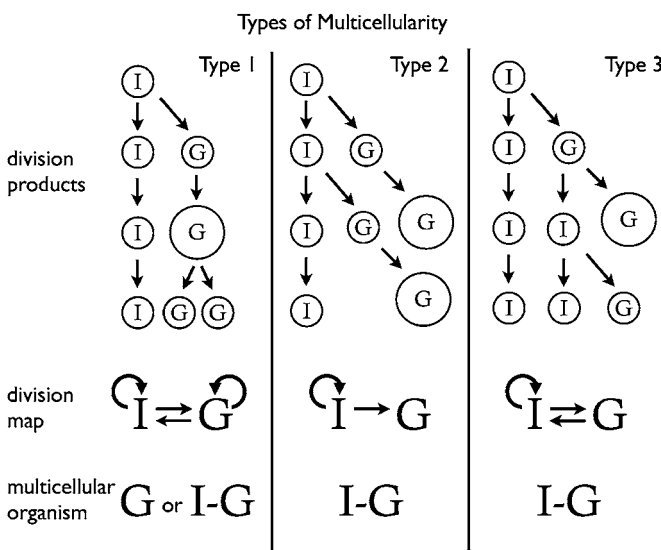 Types of Multicellularity
Type 1 Type 2 Type 3
I I I
division products
I G I G I G
I G I G G I I G
I G G I G I I G
division map
I G I G I G
multicellular organism
G or I-G I-G I-G